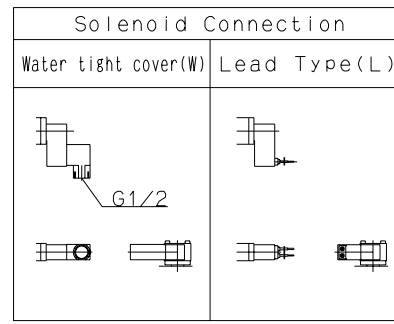 Solenoid Connection
Water tight cover(W)
Lead Type(L)
G1/2